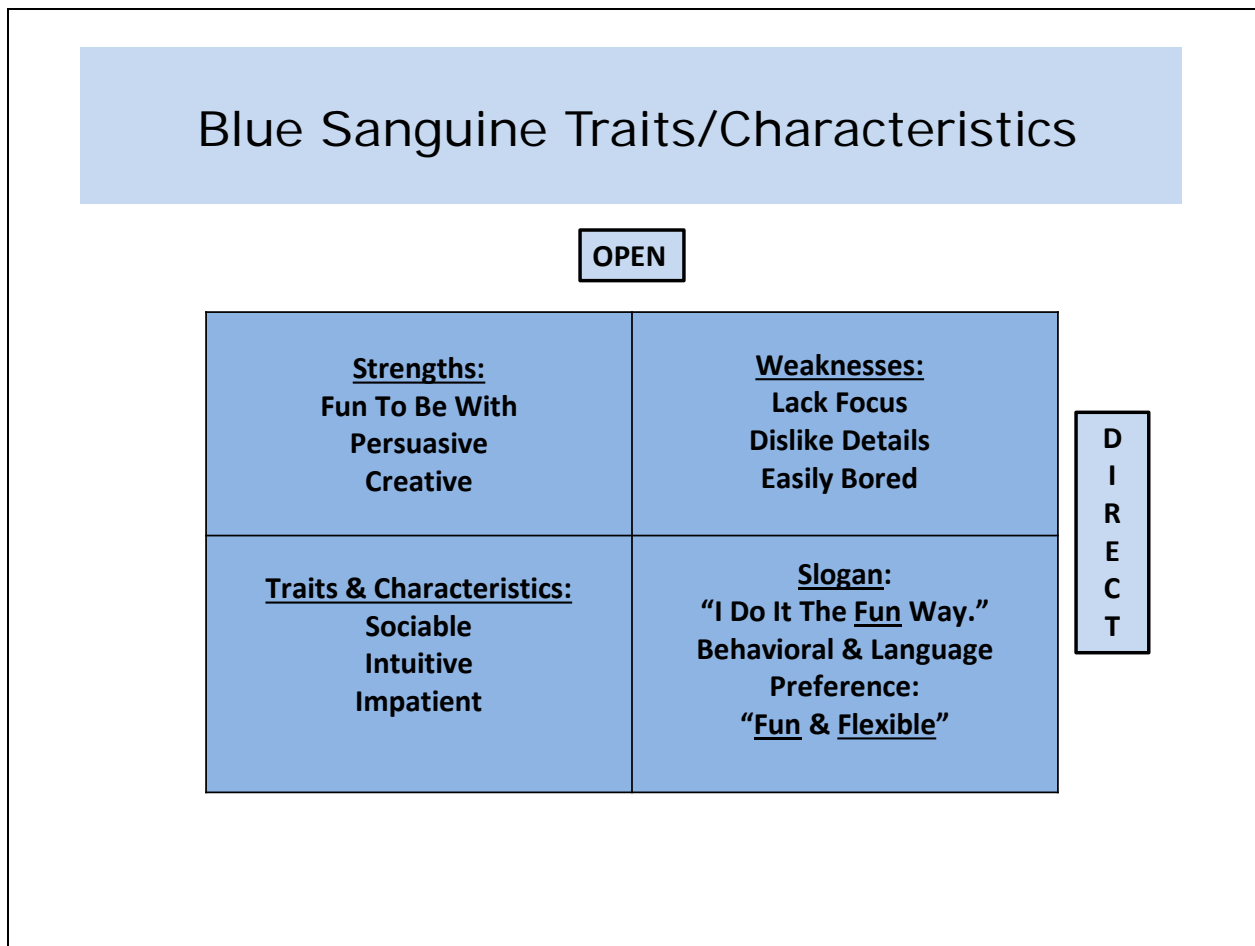 Blue Sanguine Traits/Characteristics
OPEN
Strengths:
Fun To Be With
Persuasive
Creative
Weaknesses:
Lack Focus
Dislike Details
Easily Bored
Traits & Characteristics:
Sociable
Intuitive
Impatient
Slogan:
“I Do It The Fun Way.”
Behavioral & Language
Preference:
“Fun & Flexible”
D
I
R
E
C
T